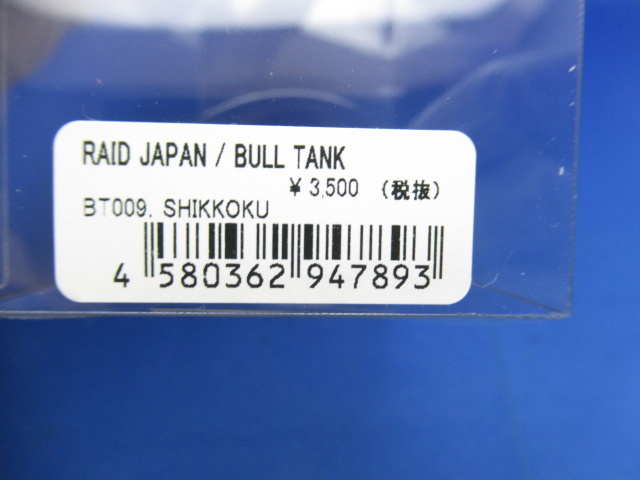 RAID JAPAN / BULL TANK
¥ 3,500 (税抜)
BT009. SHIKKOKU
4 580362 947893